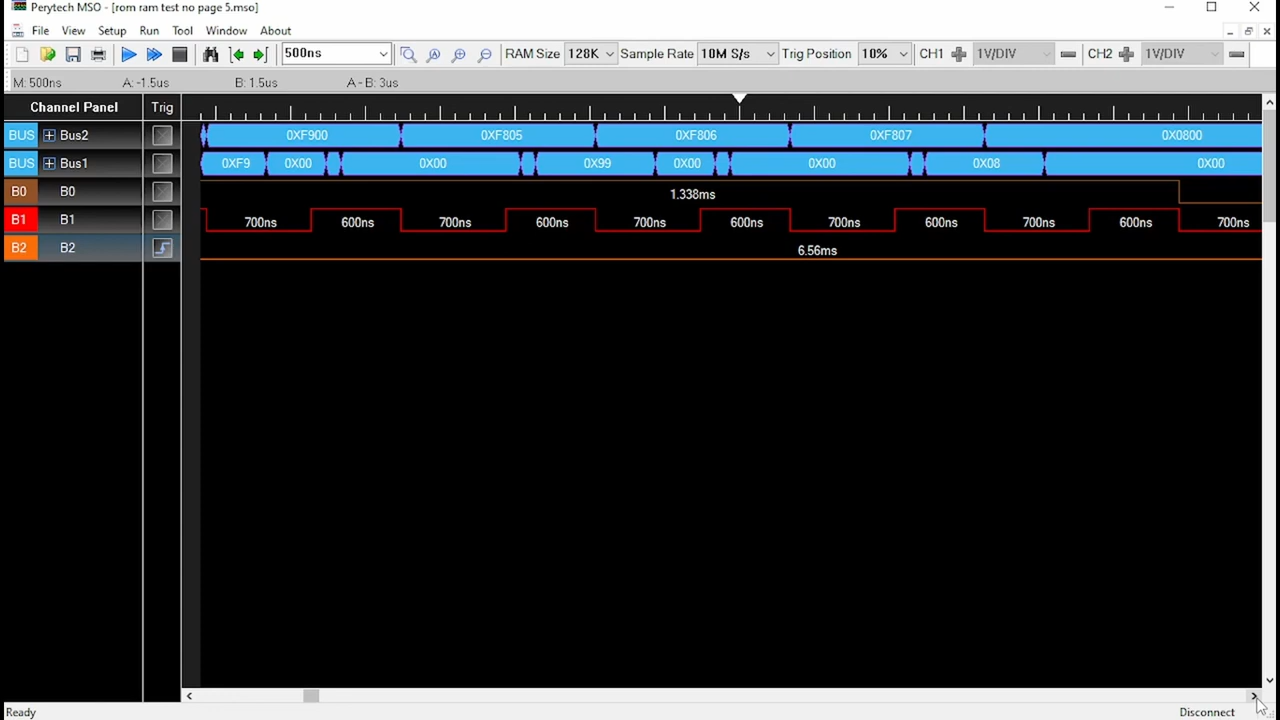 Perytech MSO - [rom ram test no page 5.mso]
File View Setup Run Tool Window About
500ns RAM Size 128K Sample Rate 10M S/s Trig Position 10% CH1 1V/DIV CH2 1V/DIV
M: 500ns A: -1.5us B: 1.5us A - B: 3us
Channel Panel Trig
BUS Bus2 0XF900 0XF805 0XF806 0XF807 0X0800
BUS Bus1 0XF9 0X00 0X00 0X99 0X00 0X00 0X08 0X00
B0 B0 1.338ms
B1 B1 700ns 600ns 700ns 600ns 700ns 600ns 700ns 600ns 700ns 600ns 700ns
B2 B2 6.56ms
Ready Disconnect